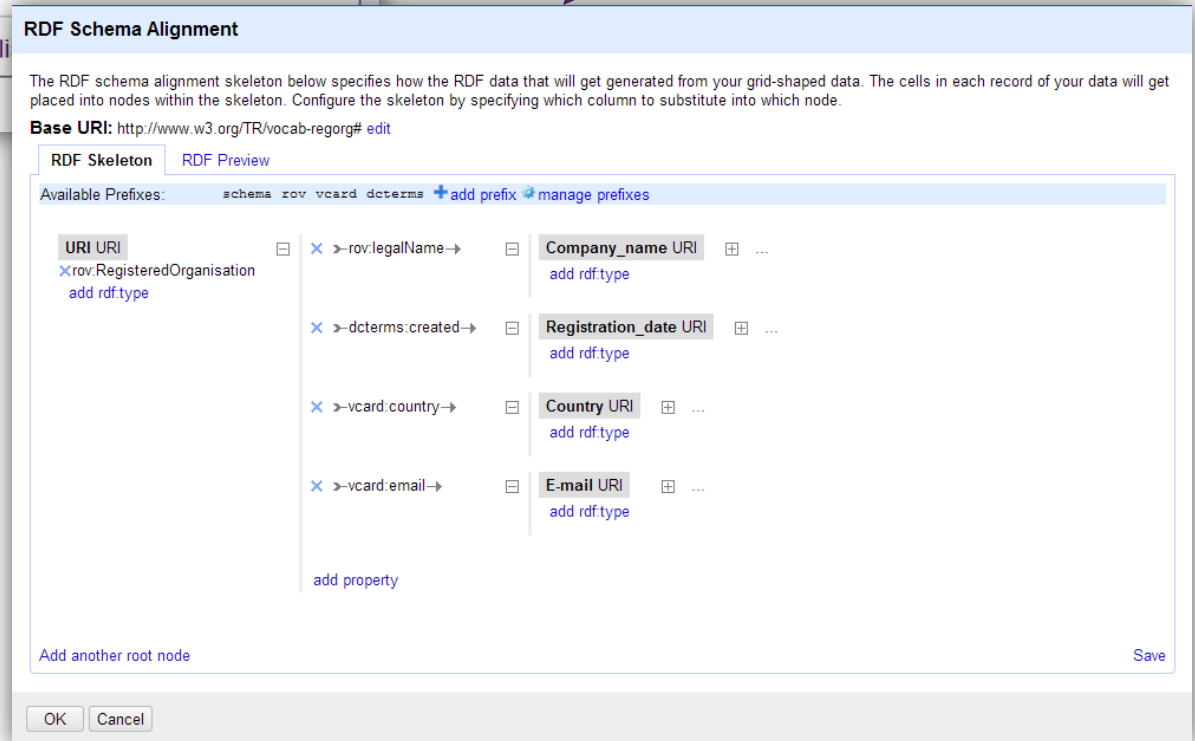 RDF Schema Alignment
li
The RDF schema alignment skeleton below specifies how the RDF data that will get generated from your grid-shaped data. The cells in each record of your data will get
placed into nodes within the skeleton. Configure the skeleton by specifying which column to substitute into which node.
Base URI: http://www.w3.org/TR/vocab-regorg# edit
RDF Skeleton RDF Preview
Available Prefixes: schema rov vcard dcterms add prefix manage prefixes
URI URI rov:legalName Company_name URI ...
rov:RegisteredOrganisation add rdf:type
add rdf:type
dcterms:created Registration_date URI ...
add rdf:type
vcard:country Country URI ...
add rdf:type
vcard:email E-mail URI ...
add rdf:type
add property
Add another root node Save
OK Cancel